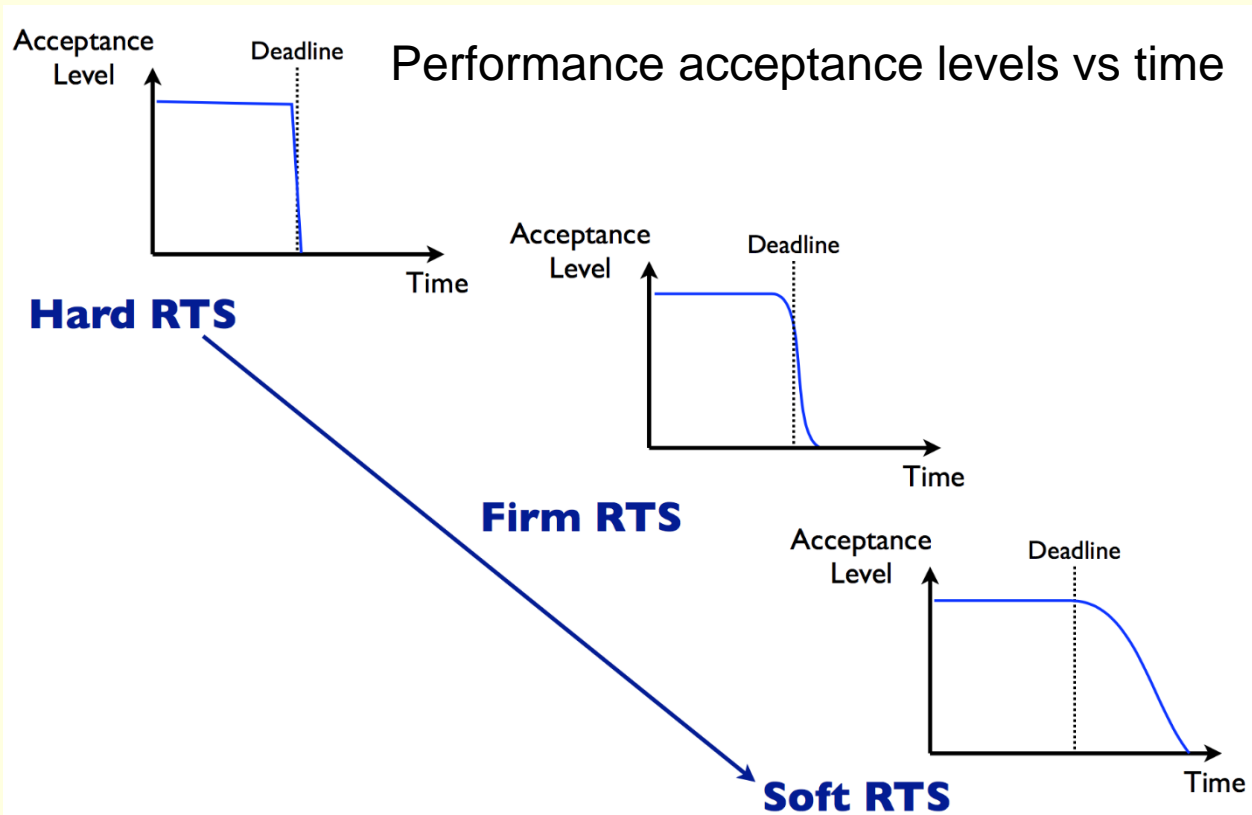 Performance acceptance levels vs time
Acceptance
Level
Deadline
Time
Hard RTS
Acceptance
Level
Deadline
Time
Firm RTS
Acceptance
Level
Deadline
Time
Soft RTS